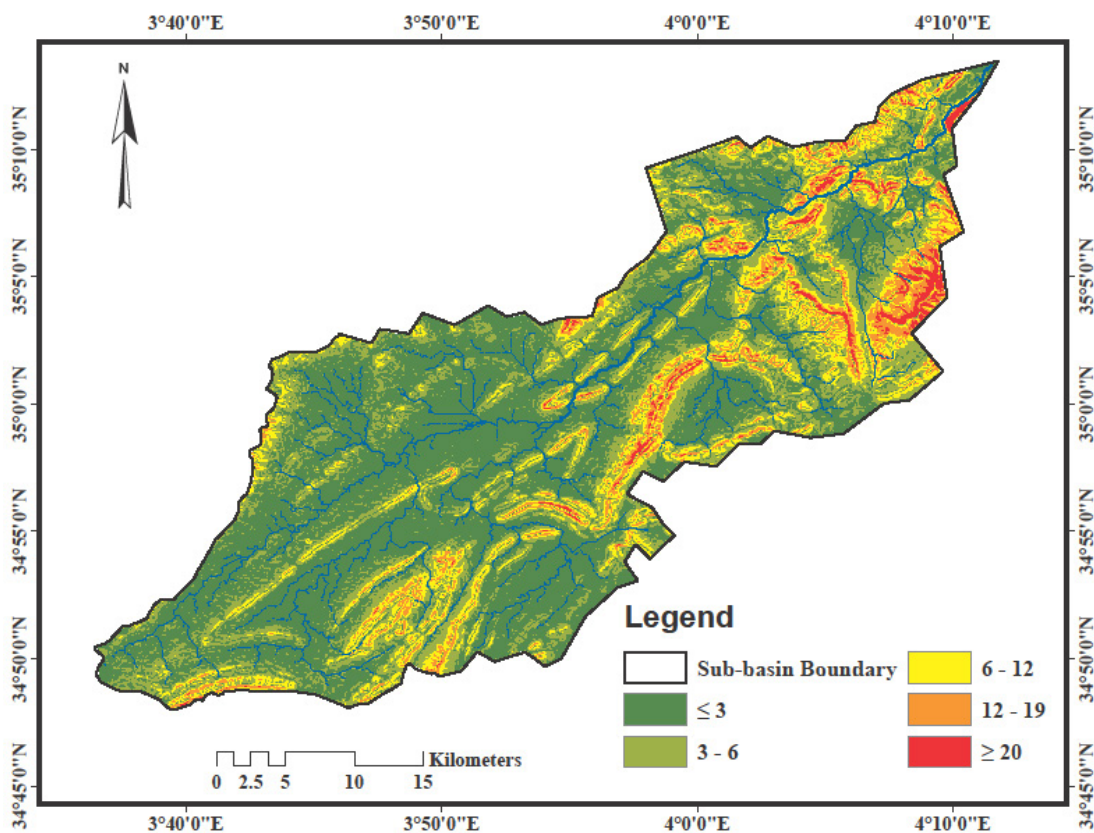 3°40'0"E 3°50'0"E 4°0'0"E 4°10'0"E
N
35°10'0"N 35°10'0"N
35°5'0"N 35°5'0"N
35°0'0"N 35°0'0"N
34°55'0"N 34°55'0"N
34°50'0"N 34°50'0"N
34°45'0"N 34°45'0"N
Legend
Sub-basin Boundary
≤ 3
3 - 6
6 - 12
12 - 19
≥ 20
Kilometers
0 2.5 5 10 15
3°40'0"E 3°50'0"E 4°0'0"E 4°10'0"E